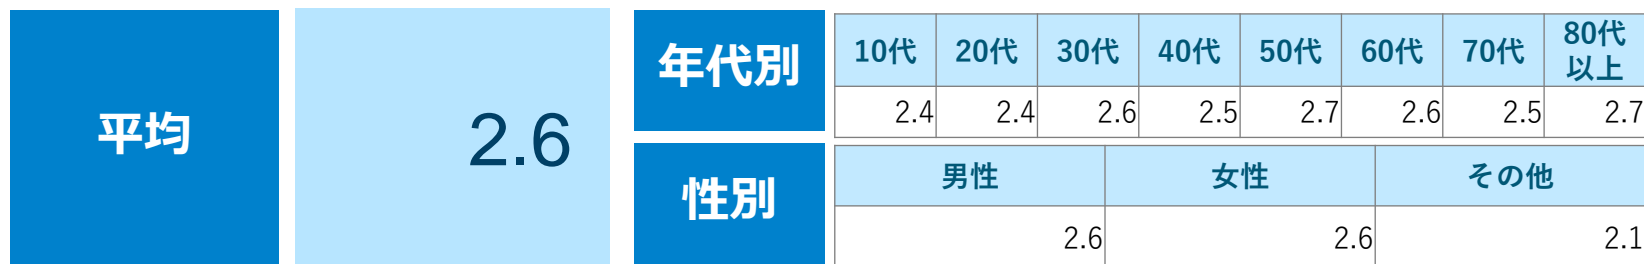 平均
2.6
年代別
10代 20代 30代 40代 50代 60代 70代 80代以上
2.4 2.4 2.6 2.5 2.7 2.6 2.5 2.7
性別
男性 女性 その他
2.6 2.6 2.1